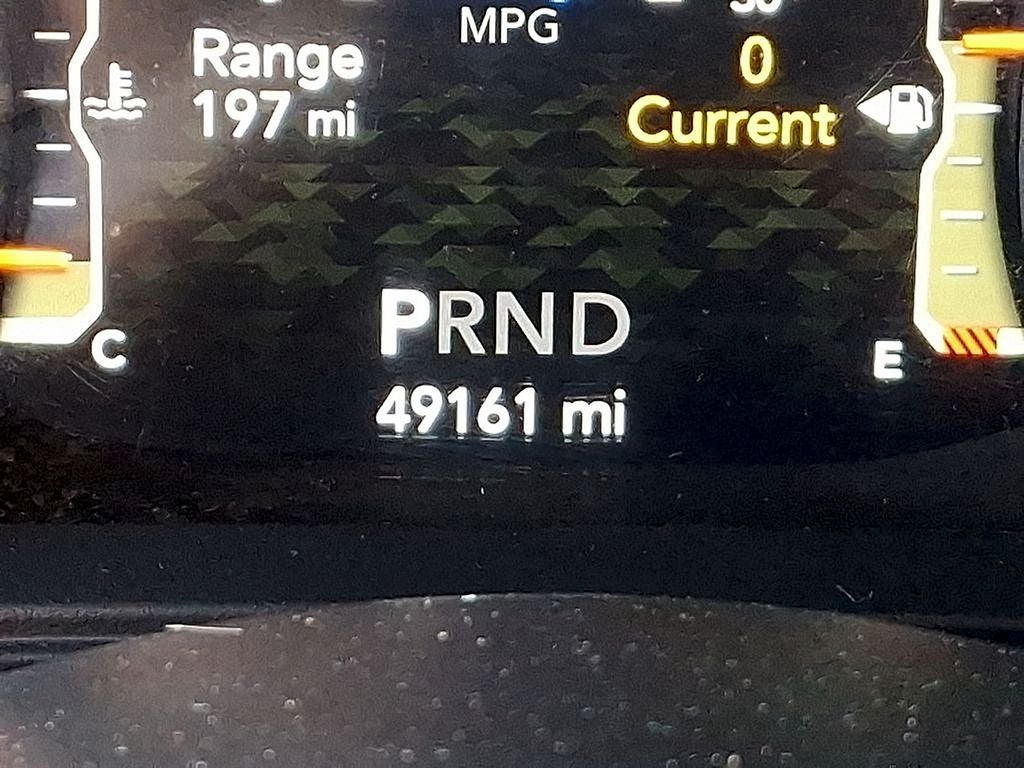 MPG
Range
197 mi
0
Current
PRND
C
E
49161 mi